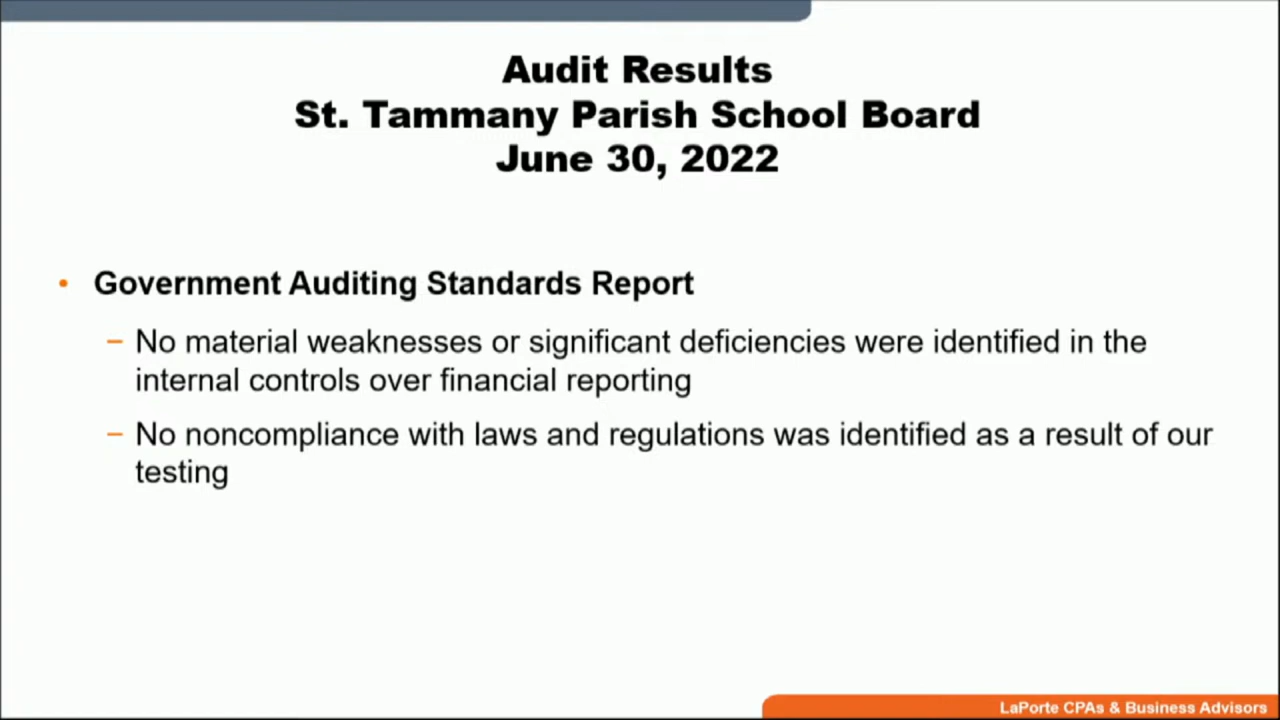 Audit Results
St. Tammany Parish School Board
June 30, 2022
• Government Auditing Standards Report
– No material weaknesses or significant deficiencies were identified in the
internal controls over financial reporting
– No noncompliance with laws and regulations was identified as a result of our
testing
LaPorte CPAs & Business Advisors